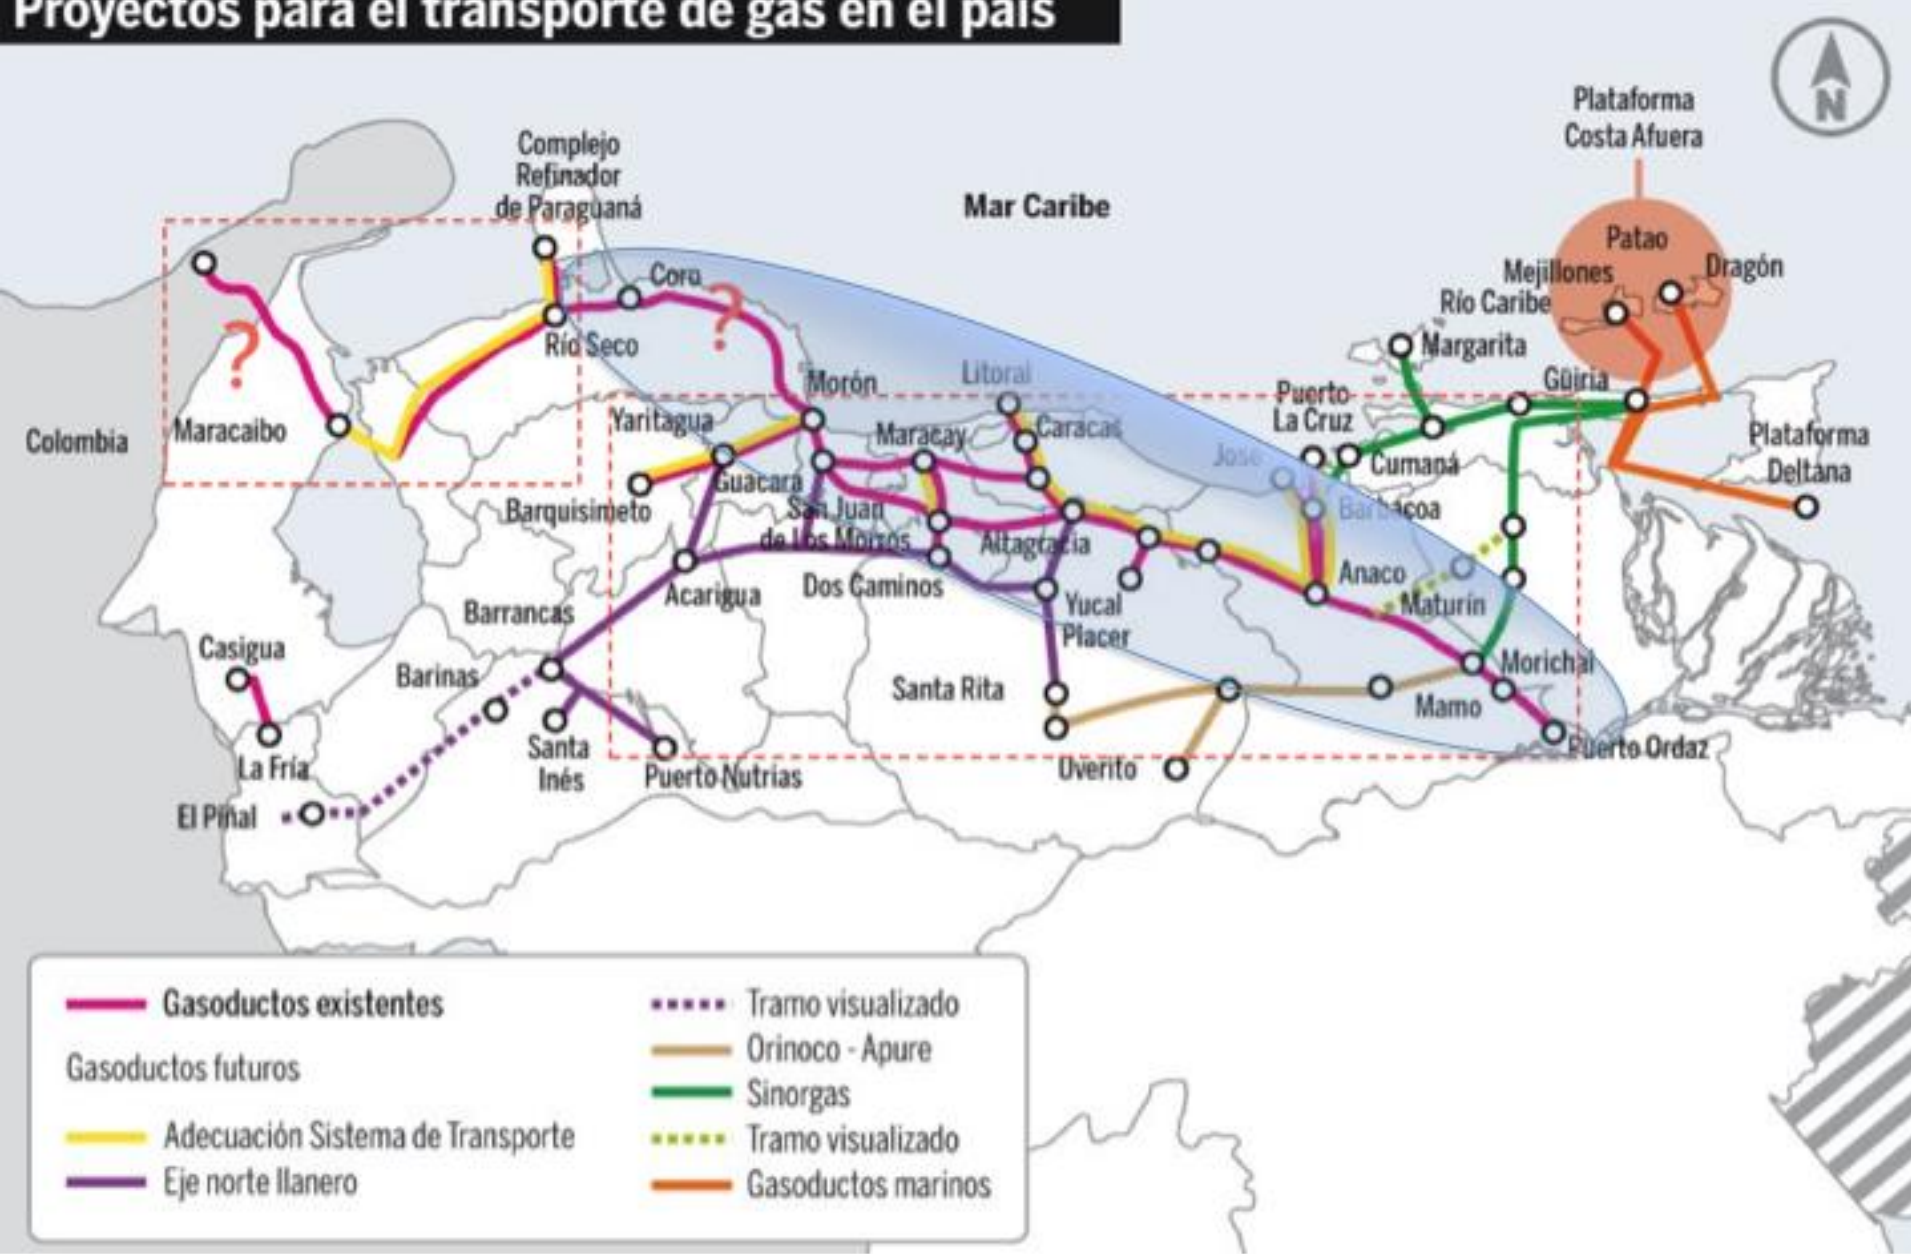 Proyectos para el transporte de gas en el país
N
Plataforma
Costa Afuera
Complejo
Refinador
de Paraguaná
Mar Caribe
Patao
Mejillones
Dragón
Río Caribe
Coro
?
?
Río Seco
Margarita
Morón
Litoral
Güiria
Puerto
La Cruz
Yaritagua
Maracaibo
Colombia
Maracay
Caracas
Plataforma
Deltana
Jose
Cumaná
Guacara
Barquisimeto
San Juan
de Los Morros
Barbacoa
Altagracia
Anaco
Acarigua
Dos Caminos
Yucal
Placer
Maturín
Barrancas
Casigua
Barinas
Santa Rita
Morichal
Mamo
Santa
Inés
Puerto Nutrias
La Fría
Uverito
Puerto Ordaz
El Piñal
Gasoductos existentes
Gasoductos futuros
Adecuación Sistema de Transporte
Eje norte llanero
Tramo visualizado
Orinoco - Apure
Sinorgas
Tramo visualizado
Gasoductos marinos